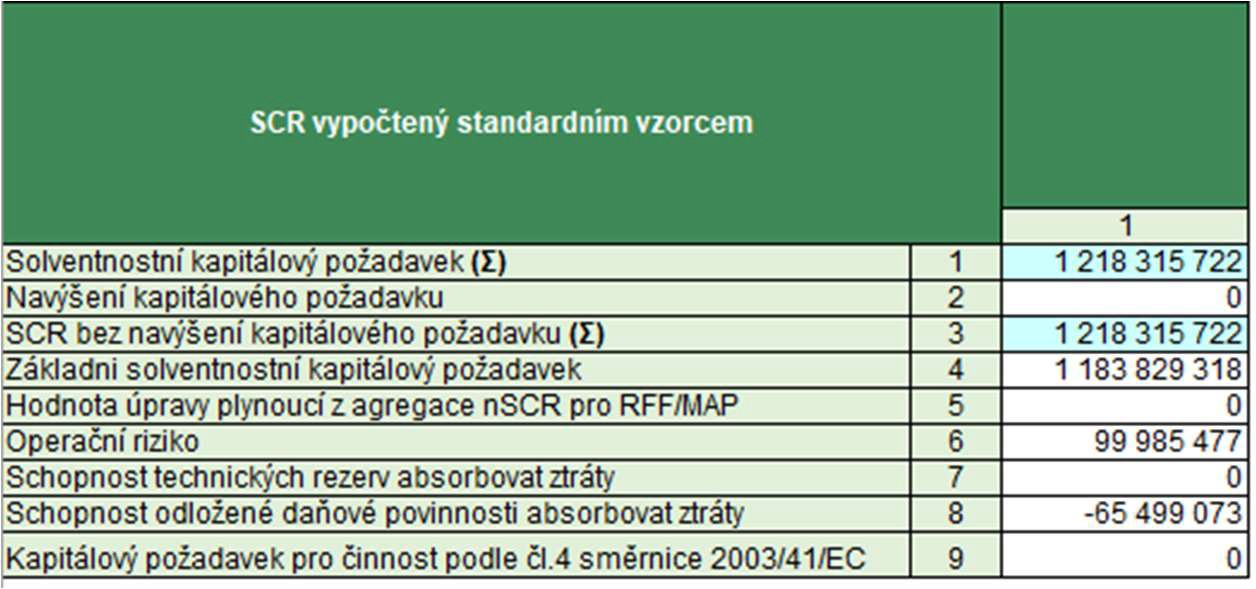 SCR vypočtený standardním vzorcem
1
Solventnostní kapitálový požadavek (Σ) 1 1 218 315 722
Navýšení kapitálového požadavku 2 0
SCR bez navýšení kapitálového požadavku (Σ) 3 1 218 315 722
Základni solventnostní kapitálový požadavek 4 1 183 829 318
Hodnota úpravy plynoucí z agregace nSCR pro RFF/MAP 5 0
Operační riziko 6 99 985 477
Schopnost technických rezerv absorbovat ztráty 7 0
Schopnost odložené daňové povinnosti absorbovat ztráty 8 -65 499 073
Kapitálový požadavek pro činnost podle čl.4 směrnice 2003/41/EC 9 0